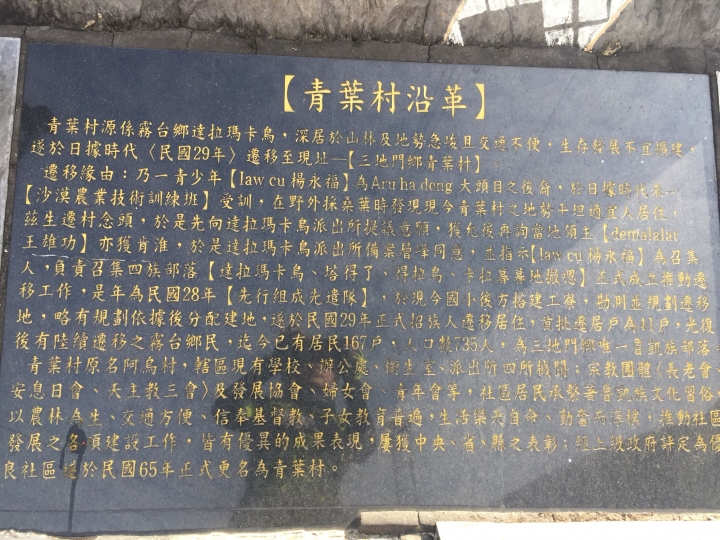 【青葉村沿革】
青葉村源係霧台鄉達拉瑪卡烏，深居於山林及地勢急峻且交通不便，生存發展不宜擴建，
遂於日據時代〈民國29年〉遷移至現址—【三地門鄉青葉村】
遷移緣由：乃一青少年【Iaw cu 楊永福】為Aru ha deng 大頭目之後裔，於日據時代來一
【沙漠農業技術訓練班】受訓，在野外採桑葉時發現現今青葉村之地勢平坦適宜人居住，
茲生遷村念頭，於是先向達拉瑪卡烏派出所提議意願，獲允後再詢當地領主【demalalat
王雄功】亦獲肯准，於是達拉瑪卡烏派出所備案層峰同意，並指示【Iaw cu 楊永福】為召集
人，負責召集四族部落【達拉瑪卡烏、塔得了、得拉烏、卡拉】正式成立推動遷
移工作，是年為民國28年【先行組成先遣隊】，於現今國小後方搭建工寮，勘測並規劃遷移
地，略有規劃依據後分配建地，遂於民國29年正式招族人遷移居住，首批遷居戶為41戶，光復
後有陸續遷移之霧台鄉民，迄今已有居民167戶，人口數735人，為三地門鄉唯一魯凱族部落。
青葉村原名阿烏村，轄區現有學校、辦公處、衛生室、派出所四所機關；宗教團體〈長老會、
安息日會、天主教三會〉及發展協會、婦女會、青年會等，社區居民承繫著魯凱族文化習俗，
以農林為生、交通方便、信奉基督教、子女教育普遍，生活樂天自命、勤奮而淳樸，推動社區
發展之各項建設工作，皆有優異的成果表現，屢獲中央、省、縣之表彰；經上級政府評定為優
良社區遂於民國65年正式更名為青葉村。